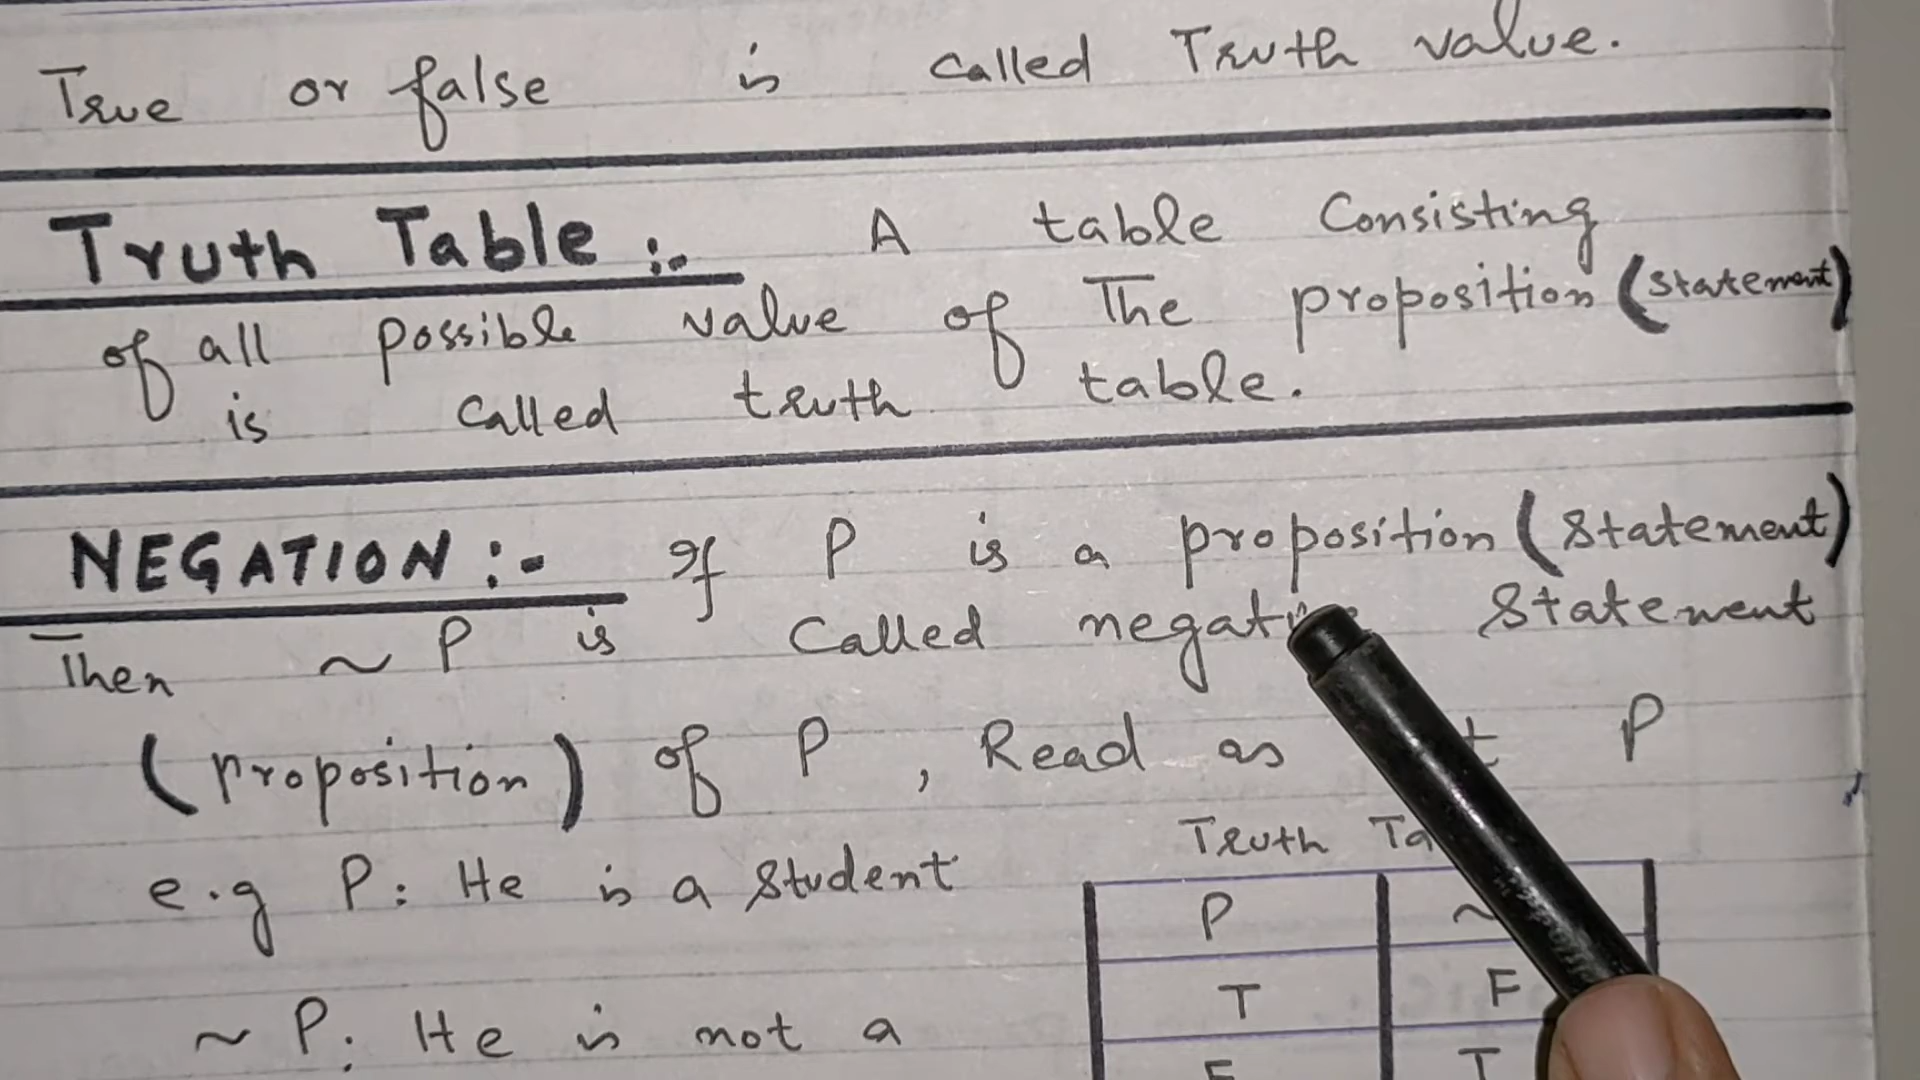 True or false is called Truth value.
Truth Table :- A table Consisting
of all possible value of The proposition (statement)
is called truth table.
NEGATION :- If P is a proposition (statement)
Then ~ P is called Statement
(proposition) of P, Read as P
e.g P: He is a student
Truth
P ~
T F
~ P: He is not a
F T